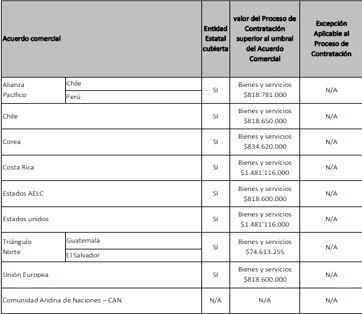 Acuerdo comercial
Entidad
Estatal
cubierta
valor del Proceso de
Contratación
superior al umbral
del Acuerdo
Comercial
Excepción
Aplicable al
Proceso de
Contratación
Alianza
Pacífico
Chile
Perú
SI
Bienes y servicios
$818.781.000
N/A
Chile
SI
Bienes y servicios
$818.650.000
N/A
Corea
SI
Bienes y servicios
$834.620.000
N/A
Costa Rica
SI
Bienes y servicios
$1.481'116.000
N/A
Estados AELC
SI
Bienes y servicios
$818.600.000
N/A
Estados unidos
SI
Bienes y servicios
$1.481'116.000
N/A
Triángulo
Norte
Guatemala
El Salvador
SI
Bienes y servicios
$74.613.255
N/A
Unión Europea
SI
Bienes y servicios
$818.600.000
N/A
Comunidad Andina de Naciones – CAN
N/A
N/A
N/A